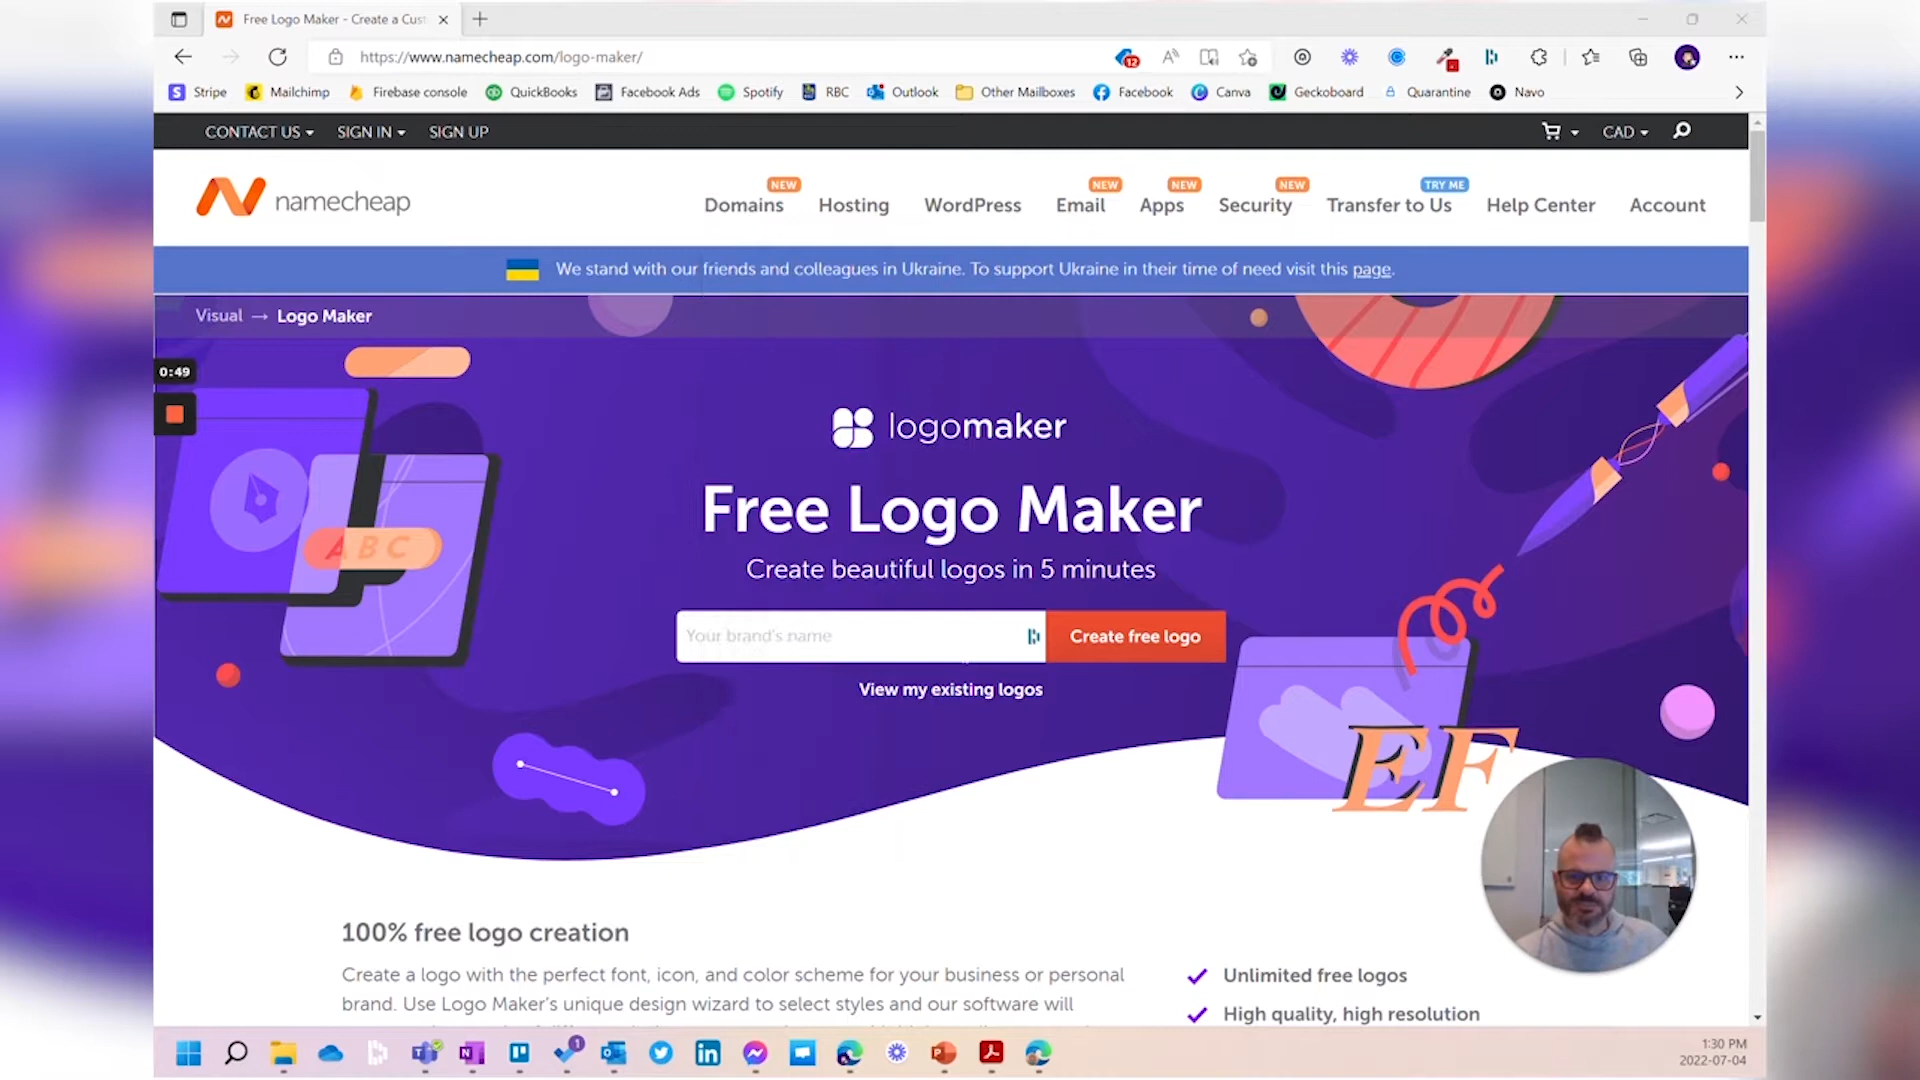 Free Logo Maker - Create a Cus
https://www.namecheap.com/logo-maker/
12
Stripe Mailchimp Firebase console QuickBooks Facebook Ads Spotify RBC Outlook Other Mailboxes Facebook Canva Geckoboard Quarantine Navo
CONTACT US SIGN IN SIGN UP CAD
NEW NEW NEW NEW TRY ME
namecheap Domains Hosting WordPress Email Apps Security Transfer to Us Help Center Account
We stand with our friends and colleagues in Ukraine. To support Ukraine in their time of need visit this page.
Visual → Logo Maker
0:49
logomaker
Free Logo Maker
ABC
Create beautiful logos in 5 minutes
Your brand's name Create free logo
View my existing logos
EF
100% free logo creation
Create a logo with the perfect font, icon, and color scheme for your business or personal
brand. Use Logo Maker's unique design wizard to select styles and our software will
Unlimited free logos
High quality, high resolution
1
1:30 PM
2022-07-04